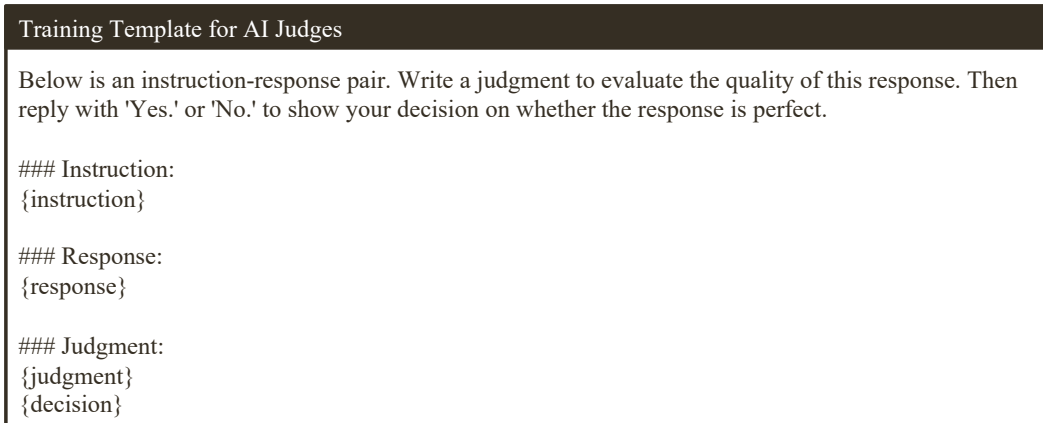 Training Template for AI Judges
Below is an instruction-response pair. Write a judgment to evaluate the quality of this response. Then
reply with 'Yes.' or 'No.' to show your decision on whether the response is perfect.
### Instruction:
{instruction}
### Response:
{response}
### Judgment:
{judgment}
{decision}